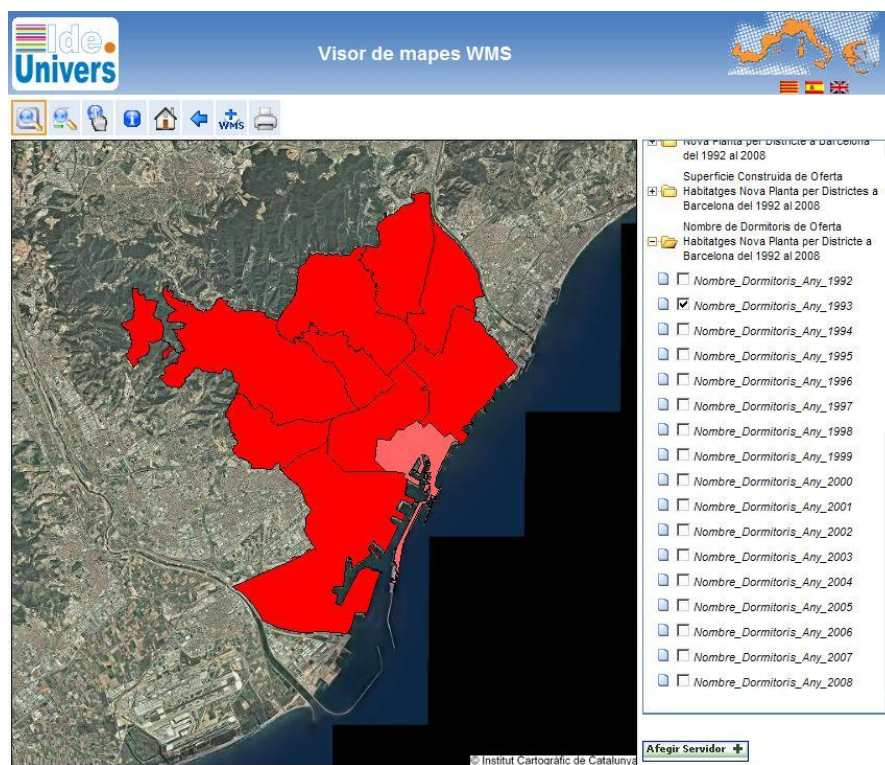 Ide.
Univers
Visor de mapes WMS
WMS
Nova Planta per Districte a Barcelona
del 1992 al 2008
Superficie Construida de Oferta
Habitatges Nova Planta per Districtes a
Barcelona del 1992 al 2008
Nombre de Dormitoris de Oferta
Habitatges Nova Planta per Districte a
Barcelona del 1992 al 2008
Nombre_Dormitoris_Any_1992
Nombre_Dormitoris_Any_1993
Nombre_Dormitoris_Any_1994
Nombre_Dormitoris_Any_1995
Nombre_Dormitoris_Any_1996
Nombre_Dormitoris_Any_1997
Nombre_Dormitoris_Any_1998
Nombre_Dormitoris_Any_1999
Nombre_Dormitoris_Any_2000
Nombre_Dormitoris_Any_2001
Nombre_Dormitoris_Any_2002
Nombre_Dormitoris_Any_2003
Nombre_Dormitoris_Any_2004
Nombre_Dormitoris_Any_2005
Nombre_Dormitoris_Any_2006
Nombre_Dormitoris_Any_2007
Nombre_Dormitoris_Any_2008
© Institut Cartogràfic de Catalunya
Afegir Servidor